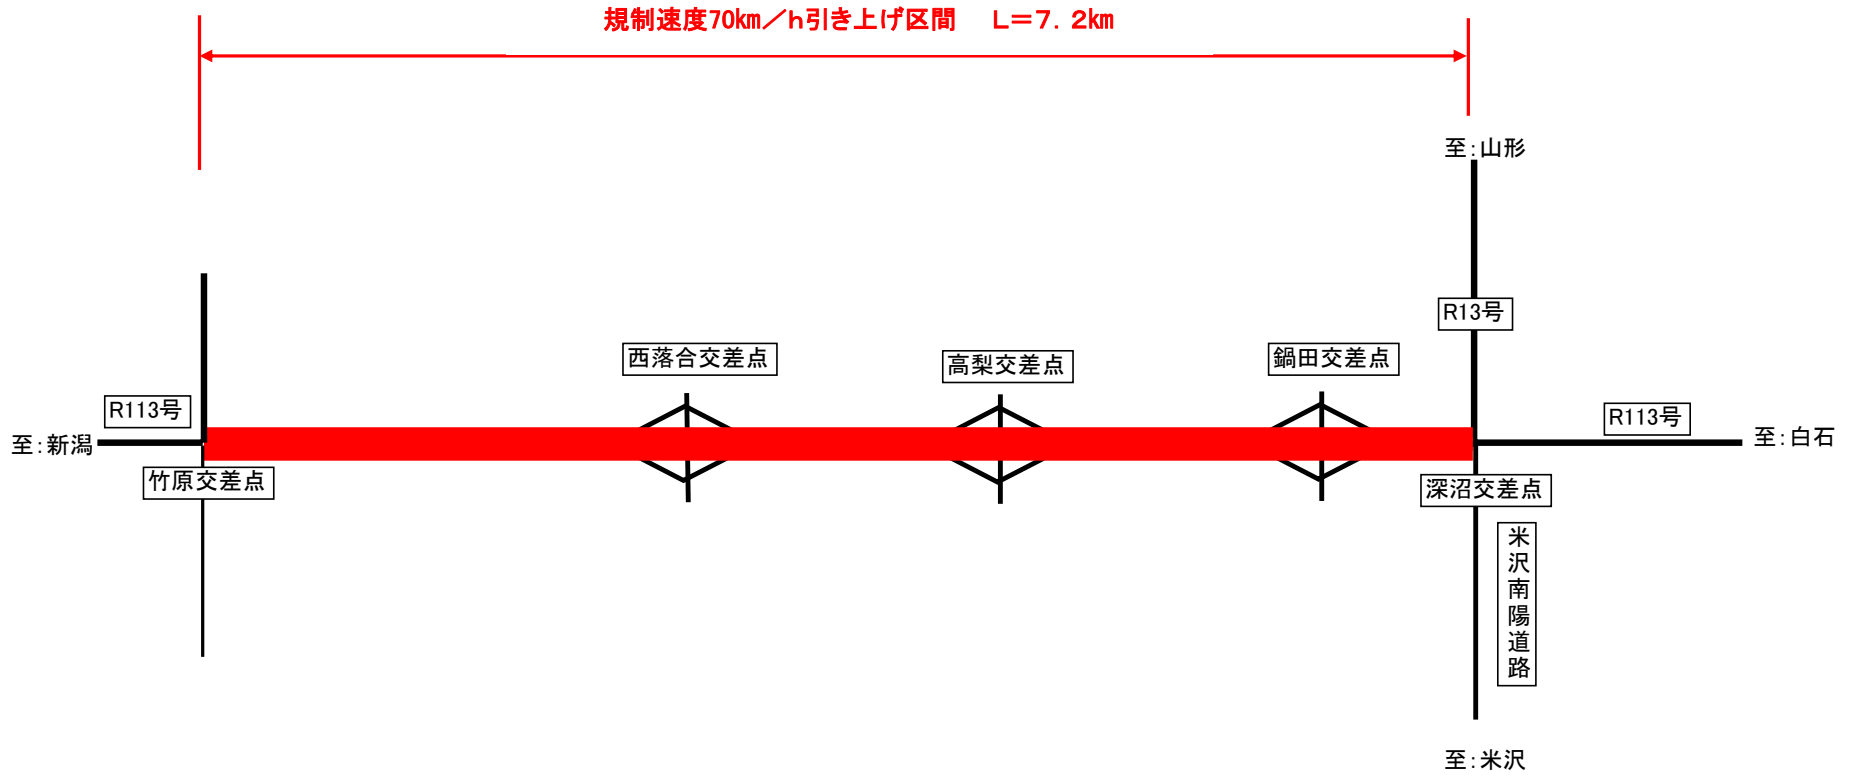 規制速度70km／h引き上げ区間　L＝7．2km
至：山形
R13号
西落合交差点
高梨交差点
鍋田交差点
R113号
R113号
至：新潟
至：白石
竹原交差点
深沼交差点
米沢南陽道路
至：米沢